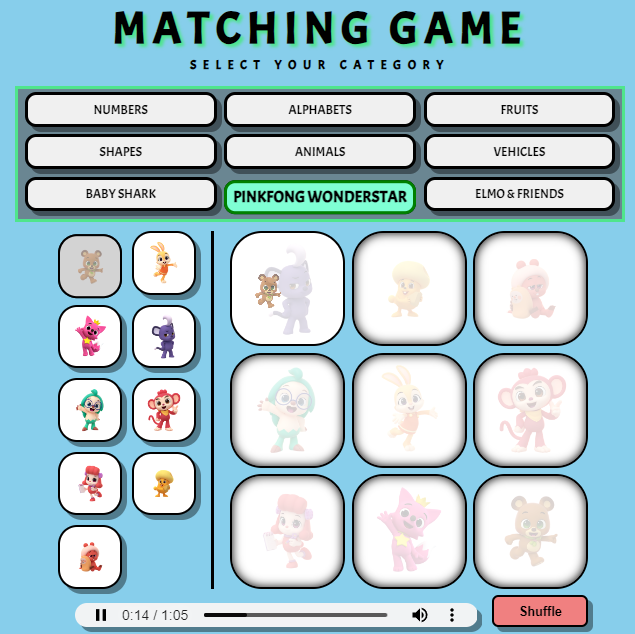 MATCHING GAME
SELECT YOUR CATEGORY
NUMBERS
ALPHABETS
FRUITS
SHAPES
ANIMALS
VEHICLES
BABY SHARK
PINKFONG WONDERSTAR
ELMO & FRIENDS
0:14 / 1:05
Shuffle